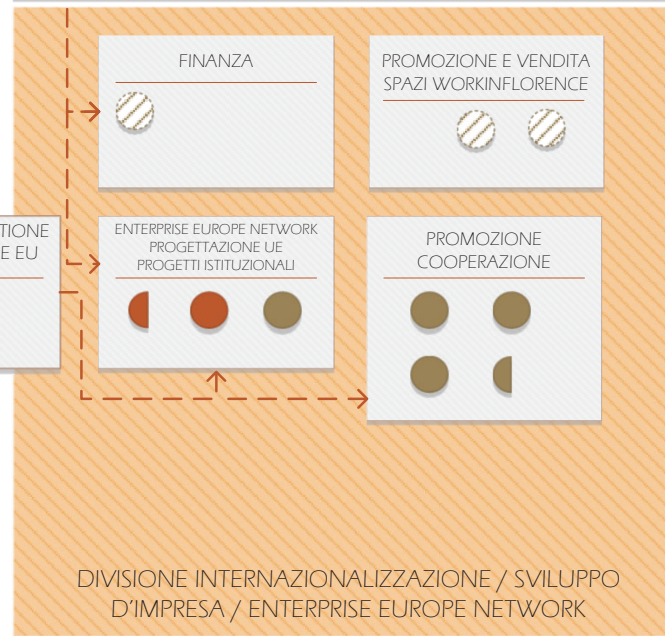 FINANZA
PROMOZIONE E VENDITA
SPAZI WORKINFLORENCE
TIONE
E EU
ENTERPRISE EUROPE NETWORK
PROGETTAZIONE UE
PROGETTI ISTITUZIONALI
PROMOZIONE
COOPERAZIONE
DIVISIONE INTERNAZIONALIZZAZIONE / SVILUPPO
D'IMPRESA / ENTERPRISE EUROPE NETWORK